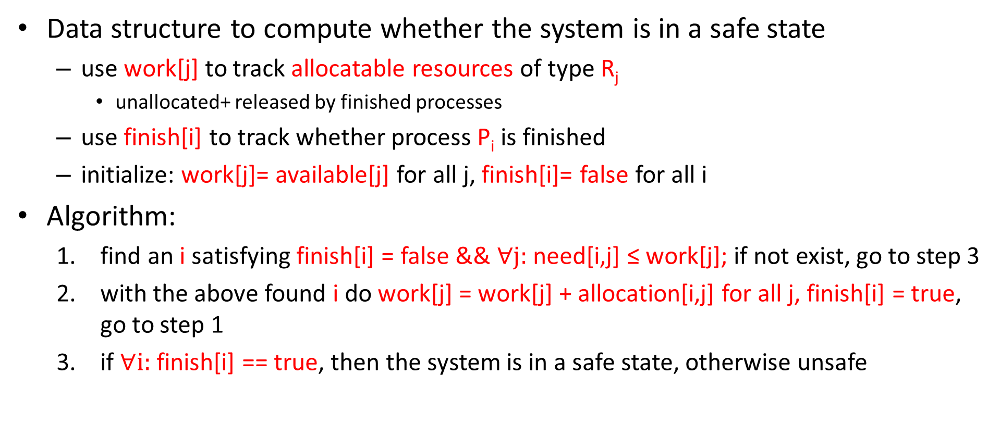 • Data structure to compute whether the system is in a safe state
– use work[j] to track allocatable resources of type Rj
• unallocated+ released by finished processes
– use finish[i] to track whether process Pi is finished
– initialize: work[j]= available[j] for all j, finish[i]= false for all i
• Algorithm:
1. find an i satisfying finish[i] = false && ∀j: need[i,j] ≤ work[j]; if not exist, go to step 3
2. with the above found i do work[j] = work[j] + allocation[i,j] for all j, finish[i] = true,
go to step 1
3. if ∀i: finish[i] == true, then the system is in a safe state, otherwise unsafe